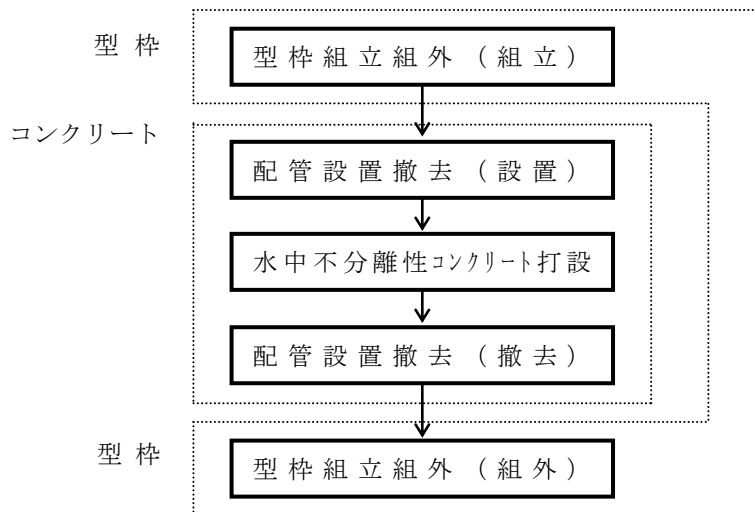 型枠
型枠組立組外（組立）
コンクリート
配管設置撤去（設置）
水中不分離性コンクリート打設
配管設置撤去（撤去）
型枠
型枠組立組外（組外）